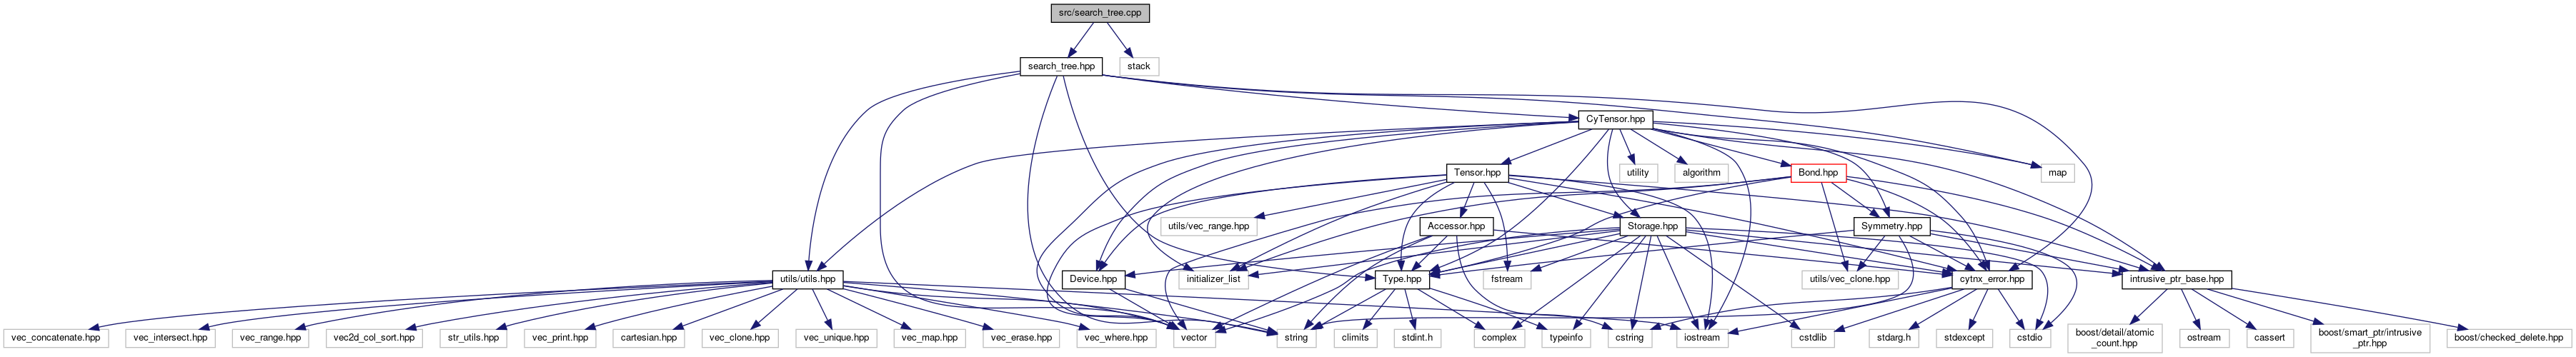 src/search_tree.cpp
search_tree.hpp
stack
CyTensor.hpp
Tensor.hpp
utility
algorithm
Bond.hpp
map
utils/vec_range.hpp
Accessor.hpp
Storage.hpp
Symmetry.hpp
utils/utils.hpp
Device.hpp
initializer_list
Type.hpp
fstream
utils/vec_clone.hpp
cytnx_error.hpp
intrusive_ptr_base.hpp
vec_concatenate.hpp
vec_intersect.hpp
vec_range.hpp
vec2d_col_sort.hpp
str_utils.hpp
vec_print.hpp
cartesian.hpp
vec_clone.hpp
vec_unique.hpp
vec_map.hpp
vec_erase.hpp
vec_where.hpp
vector
string
climits
stdint.h
complex
typeinfo
cstring
iostream
cstdlib
stdarg.h
stdexcept
cstdio
boost/detail/atomic
_count.hpp
ostream
cassert
boost/smart_ptr/intrusive
_ptr.hpp
boost/checked_delete.hpp